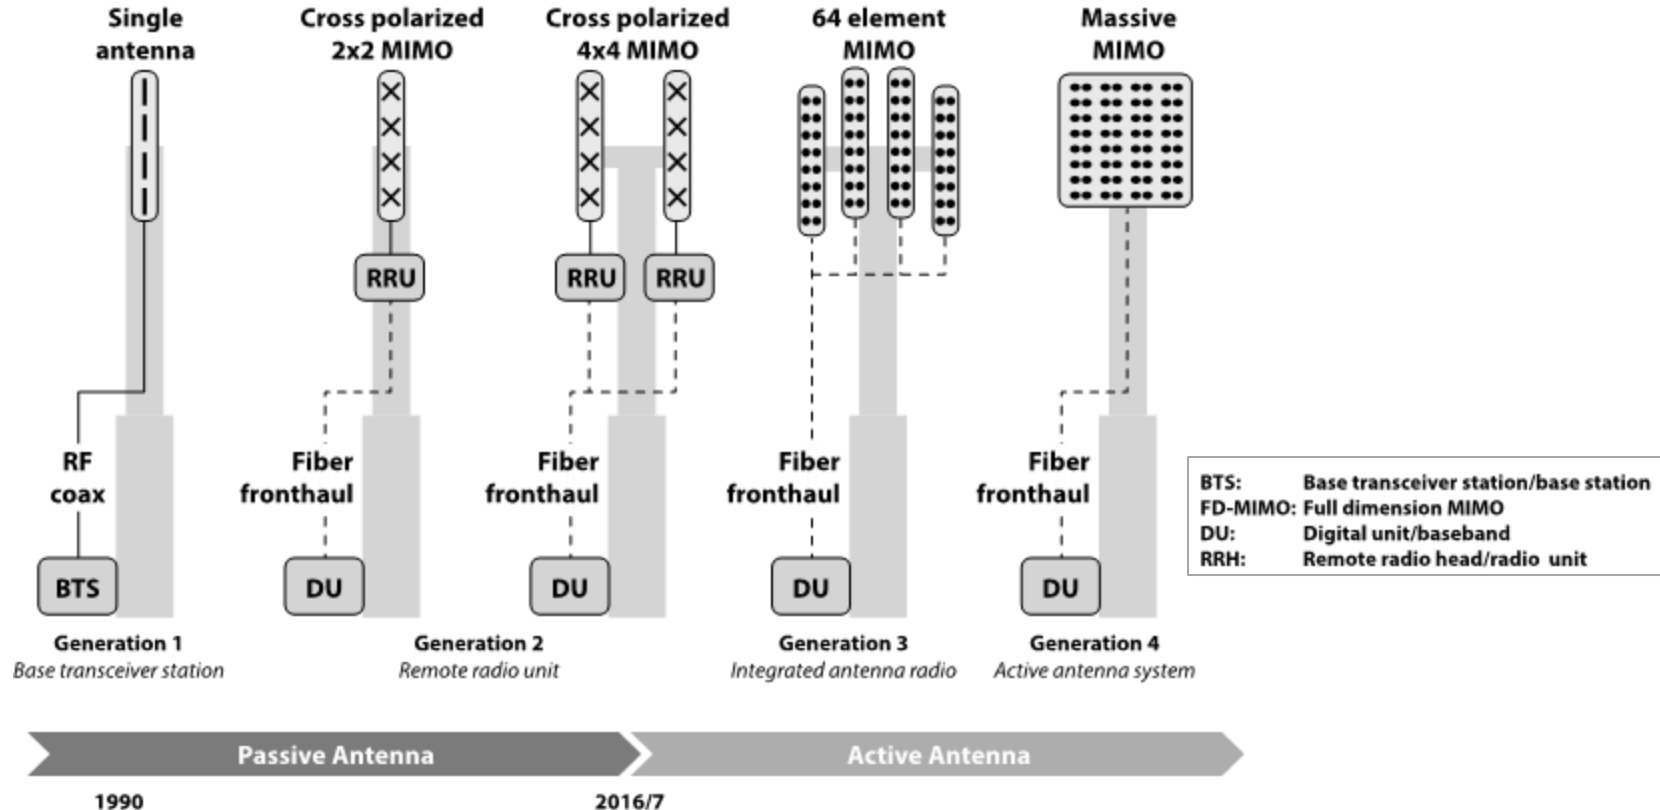 Single
antenna
Cross polarized
2x2 MIMO
Cross polarized
4x4 MIMO
64 element
MIMO
Massive
MIMO
RRU
RRU
RRU
RF
coax
Fiber
fronthaul
Fiber
fronthaul
Fiber
fronthaul
Fiber
fronthaul
BTS
DU
DU
DU
DU
BTS: Base transceiver station/base station
FD-MIMO: Full dimension MIMO
DU: Digital unit/baseband
RRH: Remote radio head/radio unit
Generation 1
Base transceiver station
Generation 2
Remote radio unit
Generation 3
Integrated antenna radio
Generation 4
Active antenna system
Passive Antenna
Active Antenna
1990
2016/7